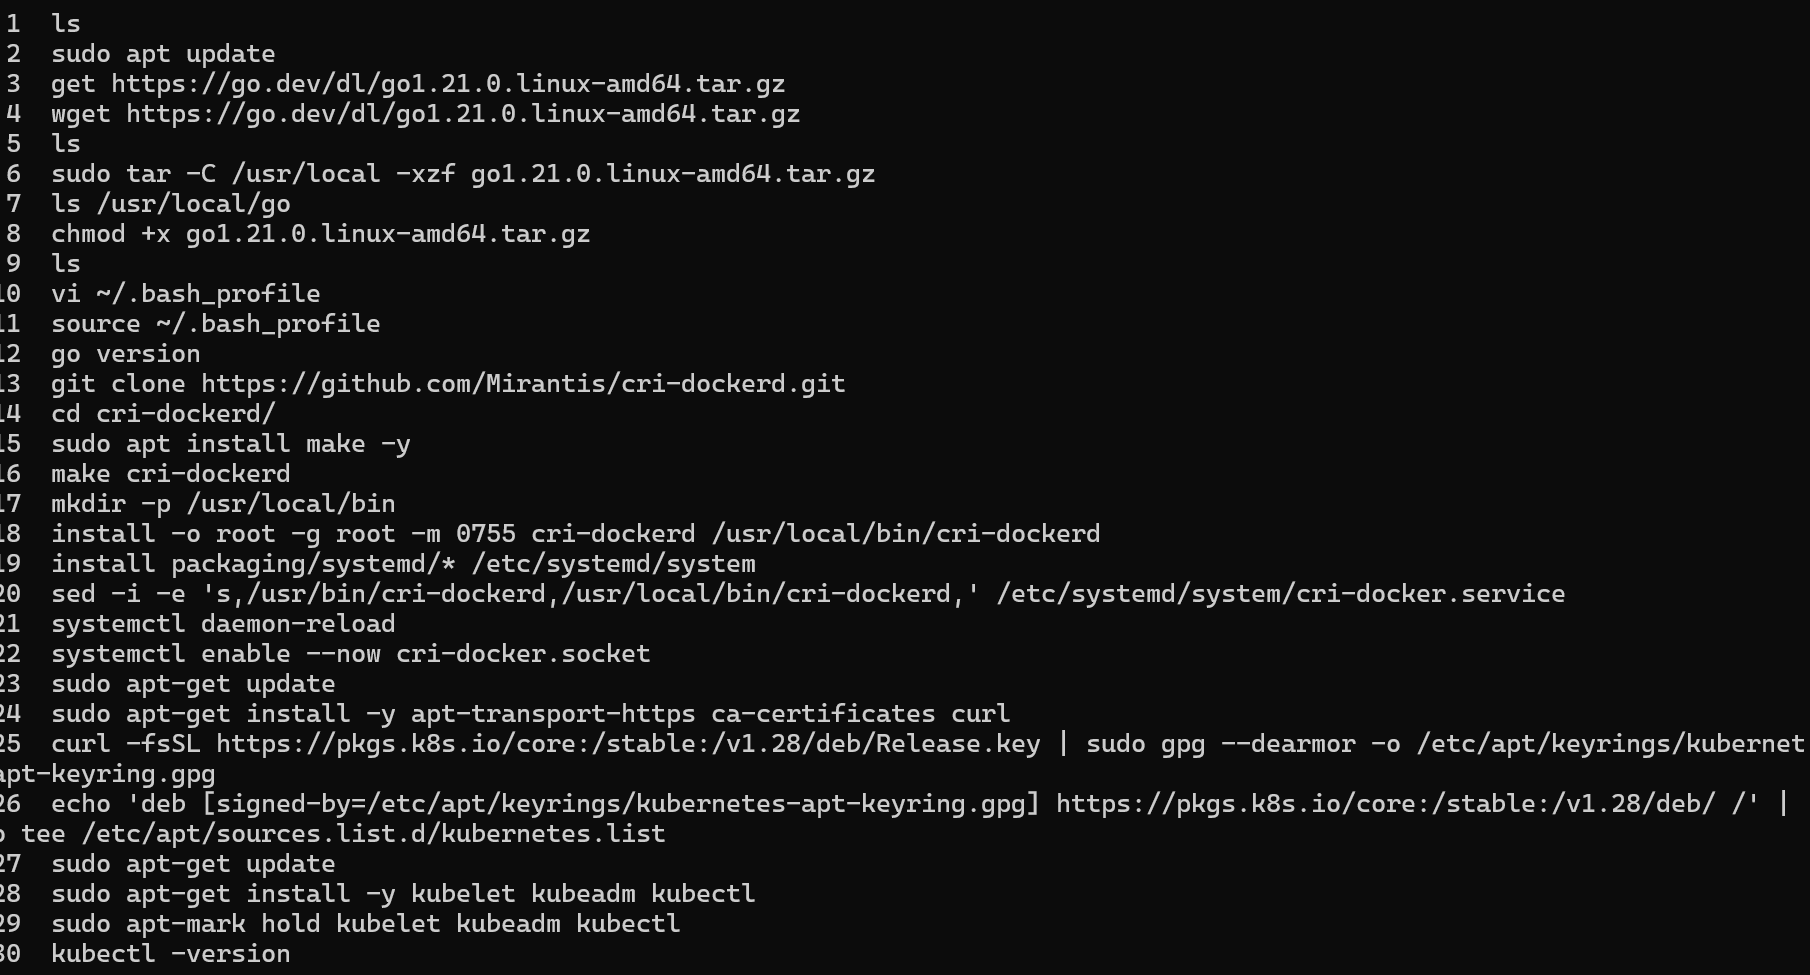 1 ls
2 sudo apt update
3 get https://go.dev/dl/go1.21.0.linux-amd64.tar.gz
4 wget https://go.dev/dl/go1.21.0.linux-amd64.tar.gz
5 ls
6 sudo tar -C /usr/local -xzf go1.21.0.linux-amd64.tar.gz
7 ls /usr/local/go
8 chmod +x go1.21.0.linux-amd64.tar.gz
9 ls
10 vi ~/.bash_profile
11 source ~/.bash_profile
12 go version
13 git clone https://github.com/Mirantis/cri-dockerd.git
14 cd cri-dockerd/
15 sudo apt install make -y
16 make cri-dockerd
17 mkdir -p /usr/local/bin
18 install -o root -g root -m 0755 cri-dockerd /usr/local/bin/cri-dockerd
19 install packaging/systemd/* /etc/systemd/system
20 sed -i -e 's,/usr/bin/cri-dockerd,/usr/local/bin/cri-dockerd,' /etc/systemd/system/cri-docker.service
21 systemctl daemon-reload
22 systemctl enable --now cri-docker.socket
23 sudo apt-get update
24 sudo apt-get install -y apt-transport-https ca-certificates curl
25 curl -fsSL https://pkgs.k8s.io/core:/stable:/v1.28/deb/Release.key | sudo gpg --dearmor -o /etc/apt/keyrings/kubernet
apt-keyring.gpg
26 echo 'deb [signed-by=/etc/apt/keyrings/kubernetes-apt-keyring.gpg] https://pkgs.k8s.io/core:/stable:/v1.28/deb/ /' |
o tee /etc/apt/sources.list.d/kubernetes.list
27 sudo apt-get update
28 sudo apt-get install -y kubelet kubeadm kubectl
29 sudo apt-mark hold kubelet kubeadm kubectl
30 kubectl -version